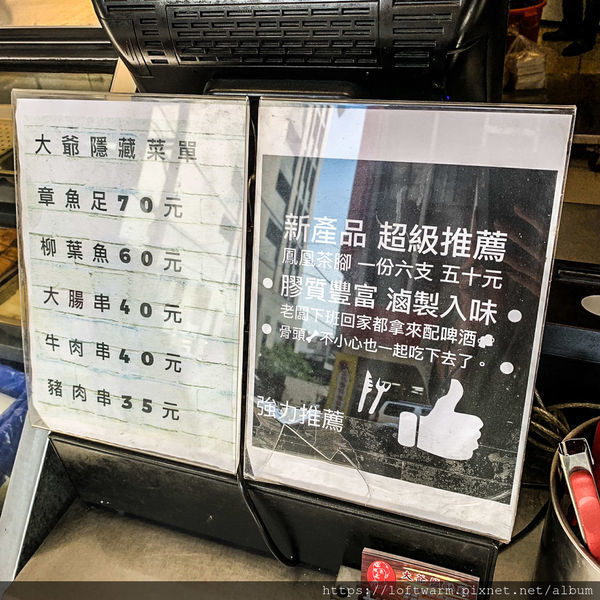 大爺隱藏菜單
章魚足70元
柳葉魚60元
大腸串40元
牛肉串40元
豬肉串35元
新產品 超級推薦
鳳凰茶腳 一份六支 五十元
膠質豐富 滷製入味
老闆下班回家都拿來配啤酒
骨頭 不小心也一起吃下去了。
強力推薦
https://loftwarm.pixnet.net/album